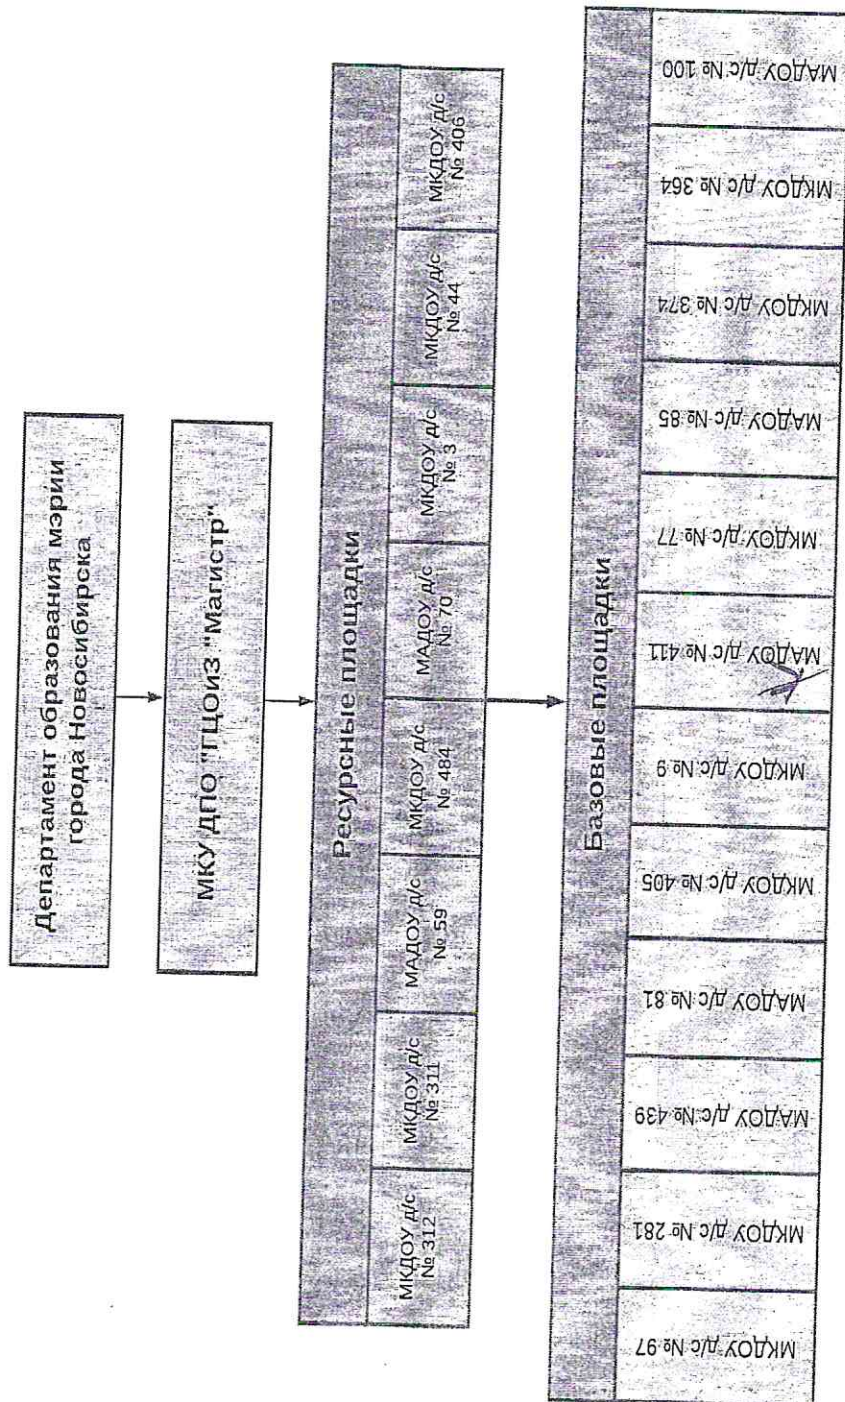 Департамент образования мэрии
города Новосибирска
МКУ ДПО "ГЦОиЗ "Магистр"
Ресурсные площадки
МКДОУ д/с
№ 312
МКДОУ д/с
№ 311
МАДОУ д/с
№ 59
МКДОУ д/с
№ 484
МАДОУ д/с
№ 70
МКДОУ д/с
№ 3
МКДОУ д/с
№ 44
МКДОУ д/с
№ 406
Базовые площадки
МКДОУ д/с № 97
МКДОУ д/с № 281
МАДОУ д/с № 439
МАДОУ д/с № 81
МКДОУ д/с № 405
МКДОУ д/с № 9
МАДОУ д/с № 411
МКДОУ д/с № 77
МАДОУ д/с № 85
МКДОУ д/с № 374
МКДОУ д/с № 364
МАДОУ д/с № 100